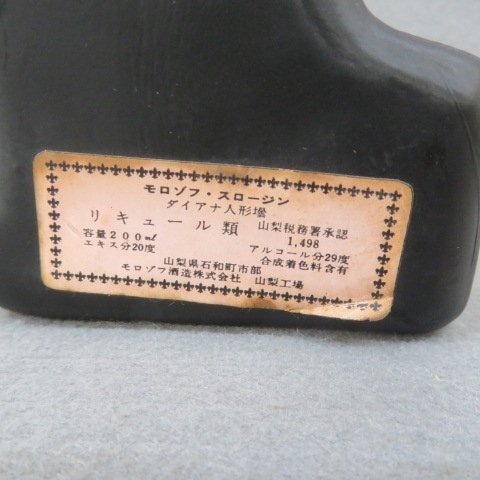 モロゾフ・スロージン
ダイアナ人形壜
リキュール類 山梨税務署承認
1,498
容量200ml アルコール分29度
エキス分20度 合成着色料含有
山梨県石和町市部
モロゾフ酒造株式会社 山梨工場